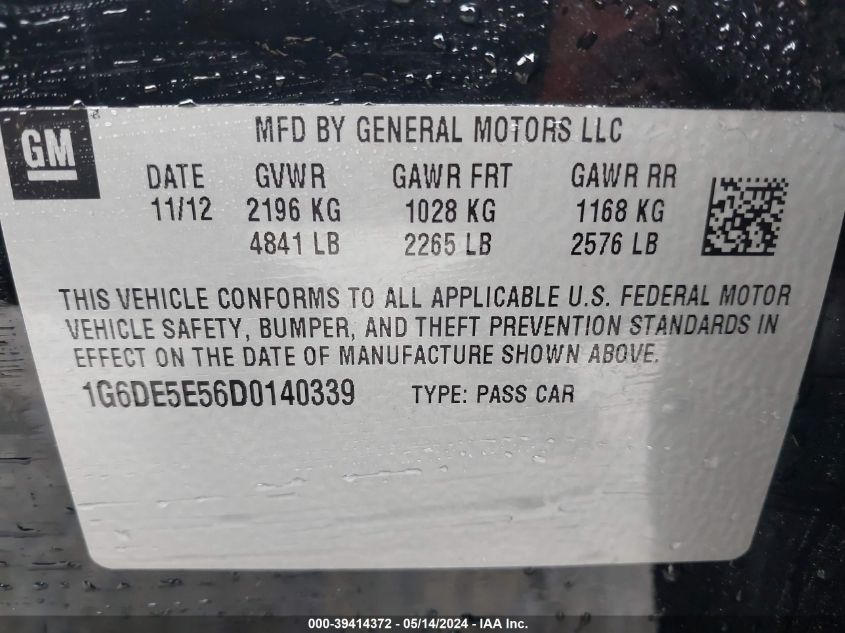 GM
MFD BY GENERAL MOTORS LLC
DATE GVWR GAWR FRT GAWR RR
11/12 2196 KG 1028 KG 1168 KG
4841 LB 2265 LB 2576 LB
THIS VEHICLE CONFORMS TO ALL APPLICABLE U.S. FEDERAL MOTOR
VEHICLE SAFETY, BUMPER, AND THEFT PREVENTION STANDARDS IN
EFFECT ON THE DATE OF MANUFACTURE SHOWN ABOVE.
1G6DE5E56D0140339 TYPE: PASS CAR
000-39414372 - 05/14/2024 - IAA Inc.